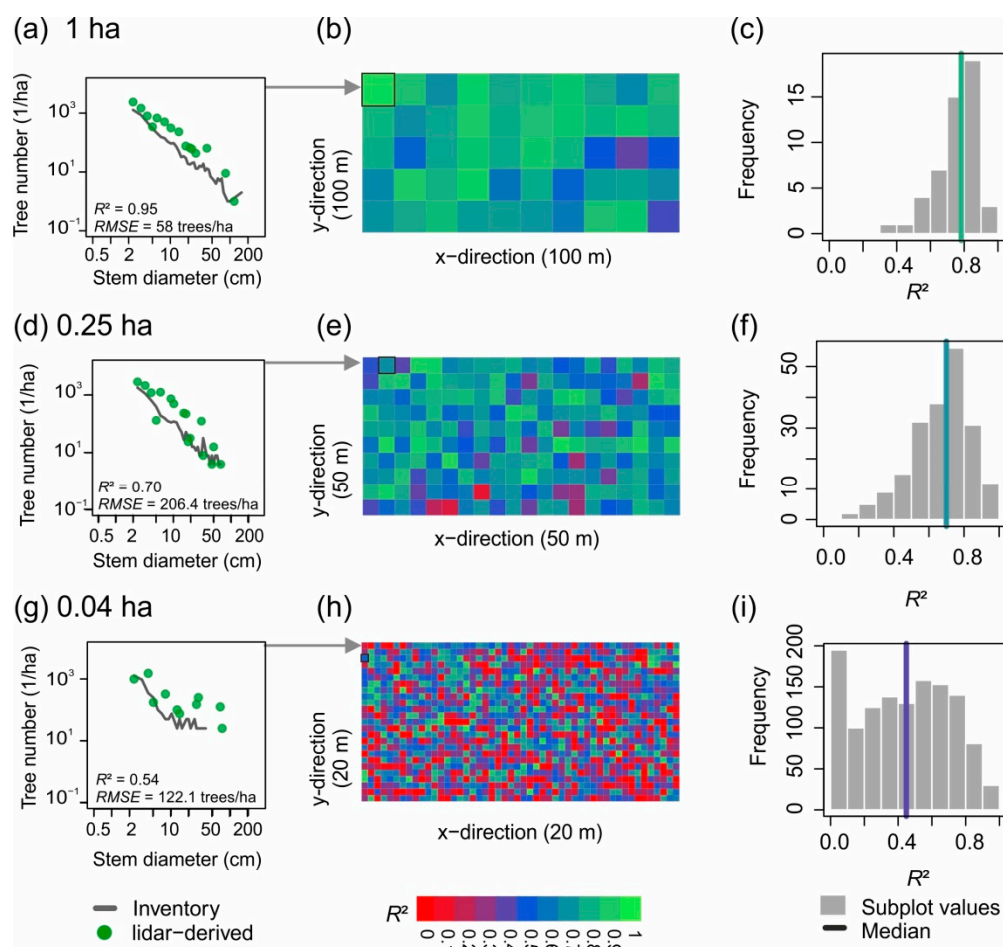 (a) 1 ha
(b)
(c)
Tree number (1/ha)
10³
10¹
10⁻¹
R² = 0.95
RMSE = 58 trees/ha
0.5 2 10 50 200
Stem diameter (cm)
y-direction
(100 m)
x-direction (100 m)
Frequency
15
10
5
0
0.0 0.4 0.8
R²
(d) 0.25 ha
(e)
(f)
Tree number (1/ha)
10³
10¹
10⁻¹
R² = 0.70
RMSE = 206.4 trees/ha
0.5 2 10 50 200
Stem diameter (cm)
y-direction
(50 m)
x-direction (50 m)
Frequency
50
30
10
0
0.0 0.4 0.8
R²
(g) 0.04 ha
(h)
(i)
Tree number (1/ha)
10³
10¹
10⁻¹
R² = 0.54
RMSE = 122.1 trees/ha
0.5 2 10 50 200
Stem diameter (cm)
y-direction
(20 m)
x-direction (20 m)
Frequency
200
150
100
50
0
0.0 0.4 0.8
R²
Inventory
lidar-derived
R²
0
1
Subplot values
Median